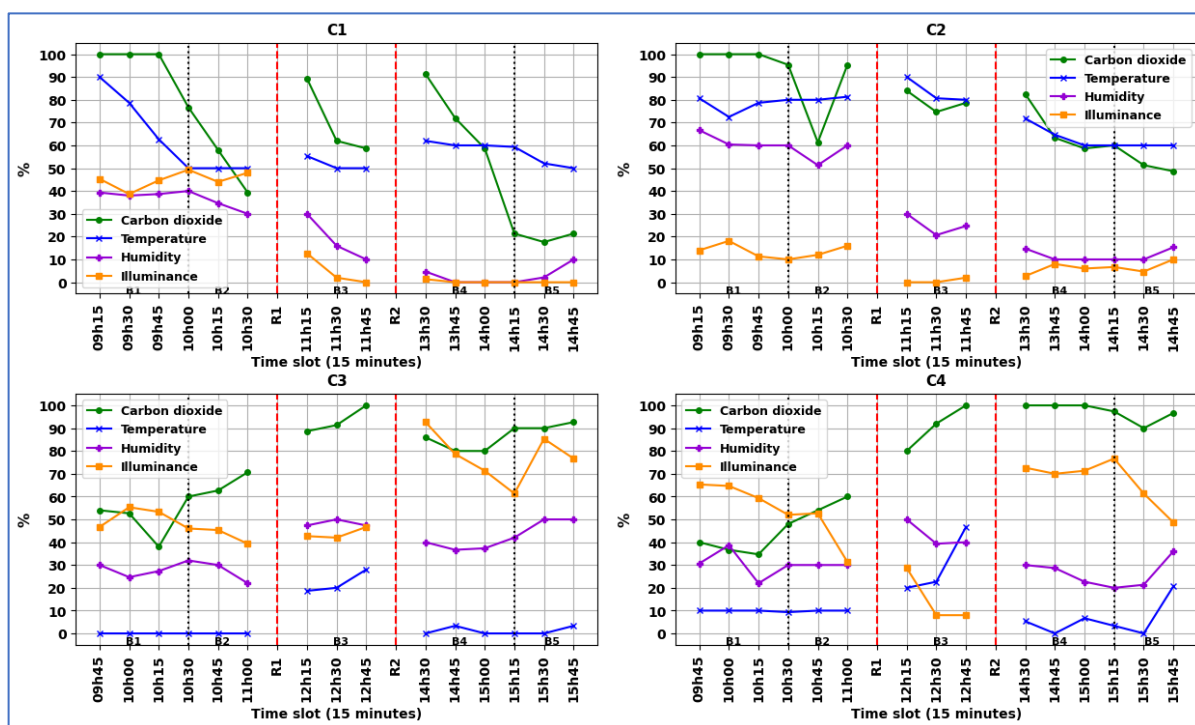 C1
%
100
90
80
70
60
50
40
30
20
10
0
Carbon dioxide
Temperature
Humidity
Illuminance
B1
B2
B3
B4
B5
09h15
09h30
09h45
10h00
10h15
10h30
R1
11h15
11h30
11h45
R2
13h30
13h45
14h00
14h15
14h30
14h45
Time slot (15 minutes)
C2
%
100
90
80
70
60
50
40
30
20
10
0
Carbon dioxide
Temperature
Humidity
Illuminance
B1
B2
B3
B4
B5
09h15
09h30
09h45
10h00
10h15
10h30
R1
11h15
11h30
11h45
R2
13h30
13h45
14h00
14h15
14h30
14h45
Time slot (15 minutes)
C3
%
100
90
80
70
60
50
40
30
20
10
0
Carbon dioxide
Temperature
Humidity
Illuminance
B1
B2
B3
B4
B5
09h45
10h00
10h15
10h30
10h45
11h00
R1
12h15
12h30
12h45
R2
14h30
14h45
15h00
15h15
15h30
15h45
Time slot (15 minutes)
C4
%
100
90
80
70
60
50
40
30
20
10
0
Carbon dioxide
Temperature
Humidity
Illuminance
B1
B2
B3
B4
B5
09h45
10h00
10h15
10h30
10h45
11h00
R1
12h15
12h30
12h45
R2
14h30
14h45
15h00
15h15
15h30
15h45
Time slot (15 minutes)